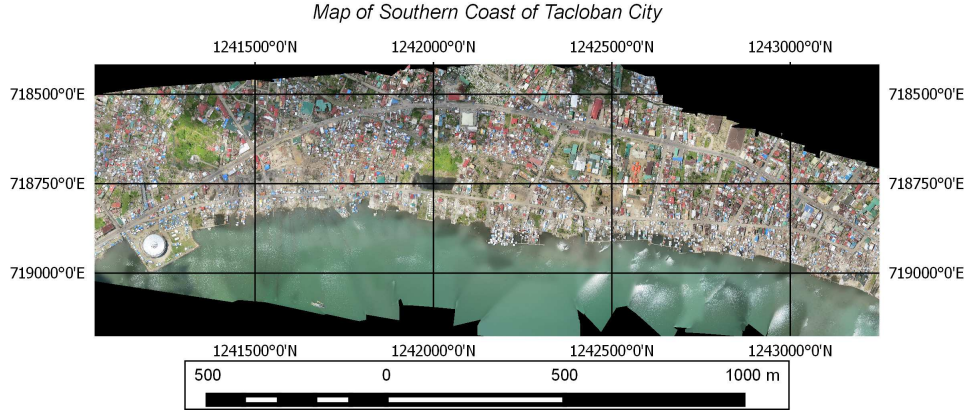 Map of Southern Coast of Tacloban City
1241500°0'N 1242000°0'N 1242500°0'N 1243000°0'N
718500°0'E 718500°0'E
718750°0'E 718750°0'E
719000°0'E 719000°0'E
1241500°0'N 1242000°0'N 1242500°0'N 1243000°0'N
500 0 500 1000 m